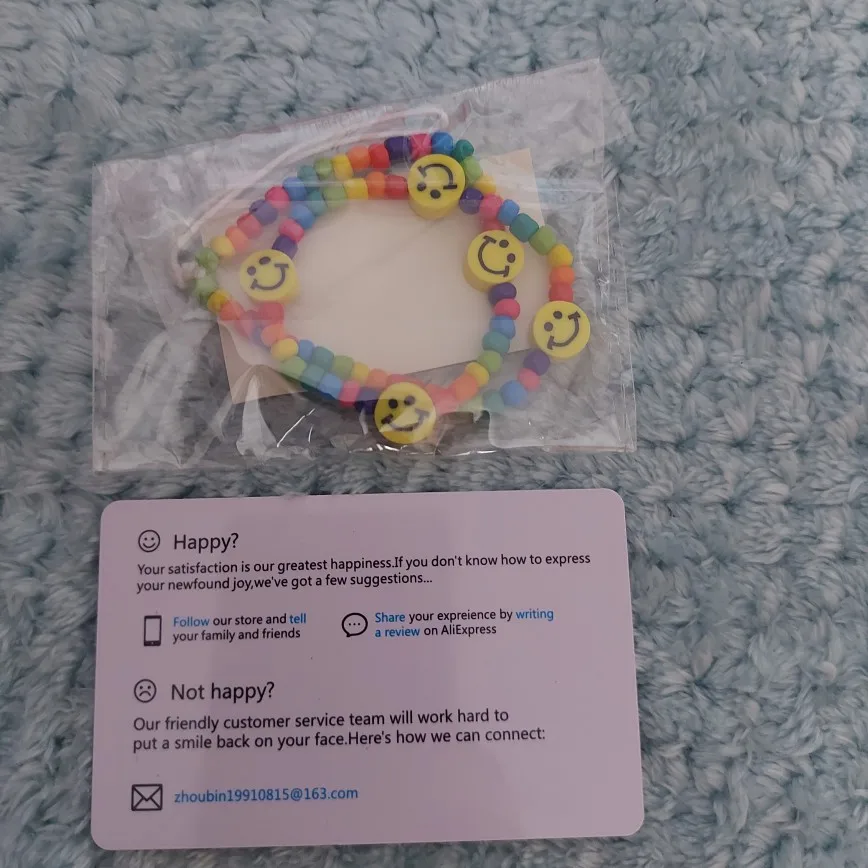 Happy?
Your satisfaction is our greatest happiness.If you don't know how to express
your newfound joy,we've got a few suggestions...
Follow our store and tell
your family and friends
Share your expreience by writing
a review on AliExpress
Not happy?
Our friendly customer service team will work hard to
put a smile back on your face.Here's how we can connect:
zhoubin19910815@163.com